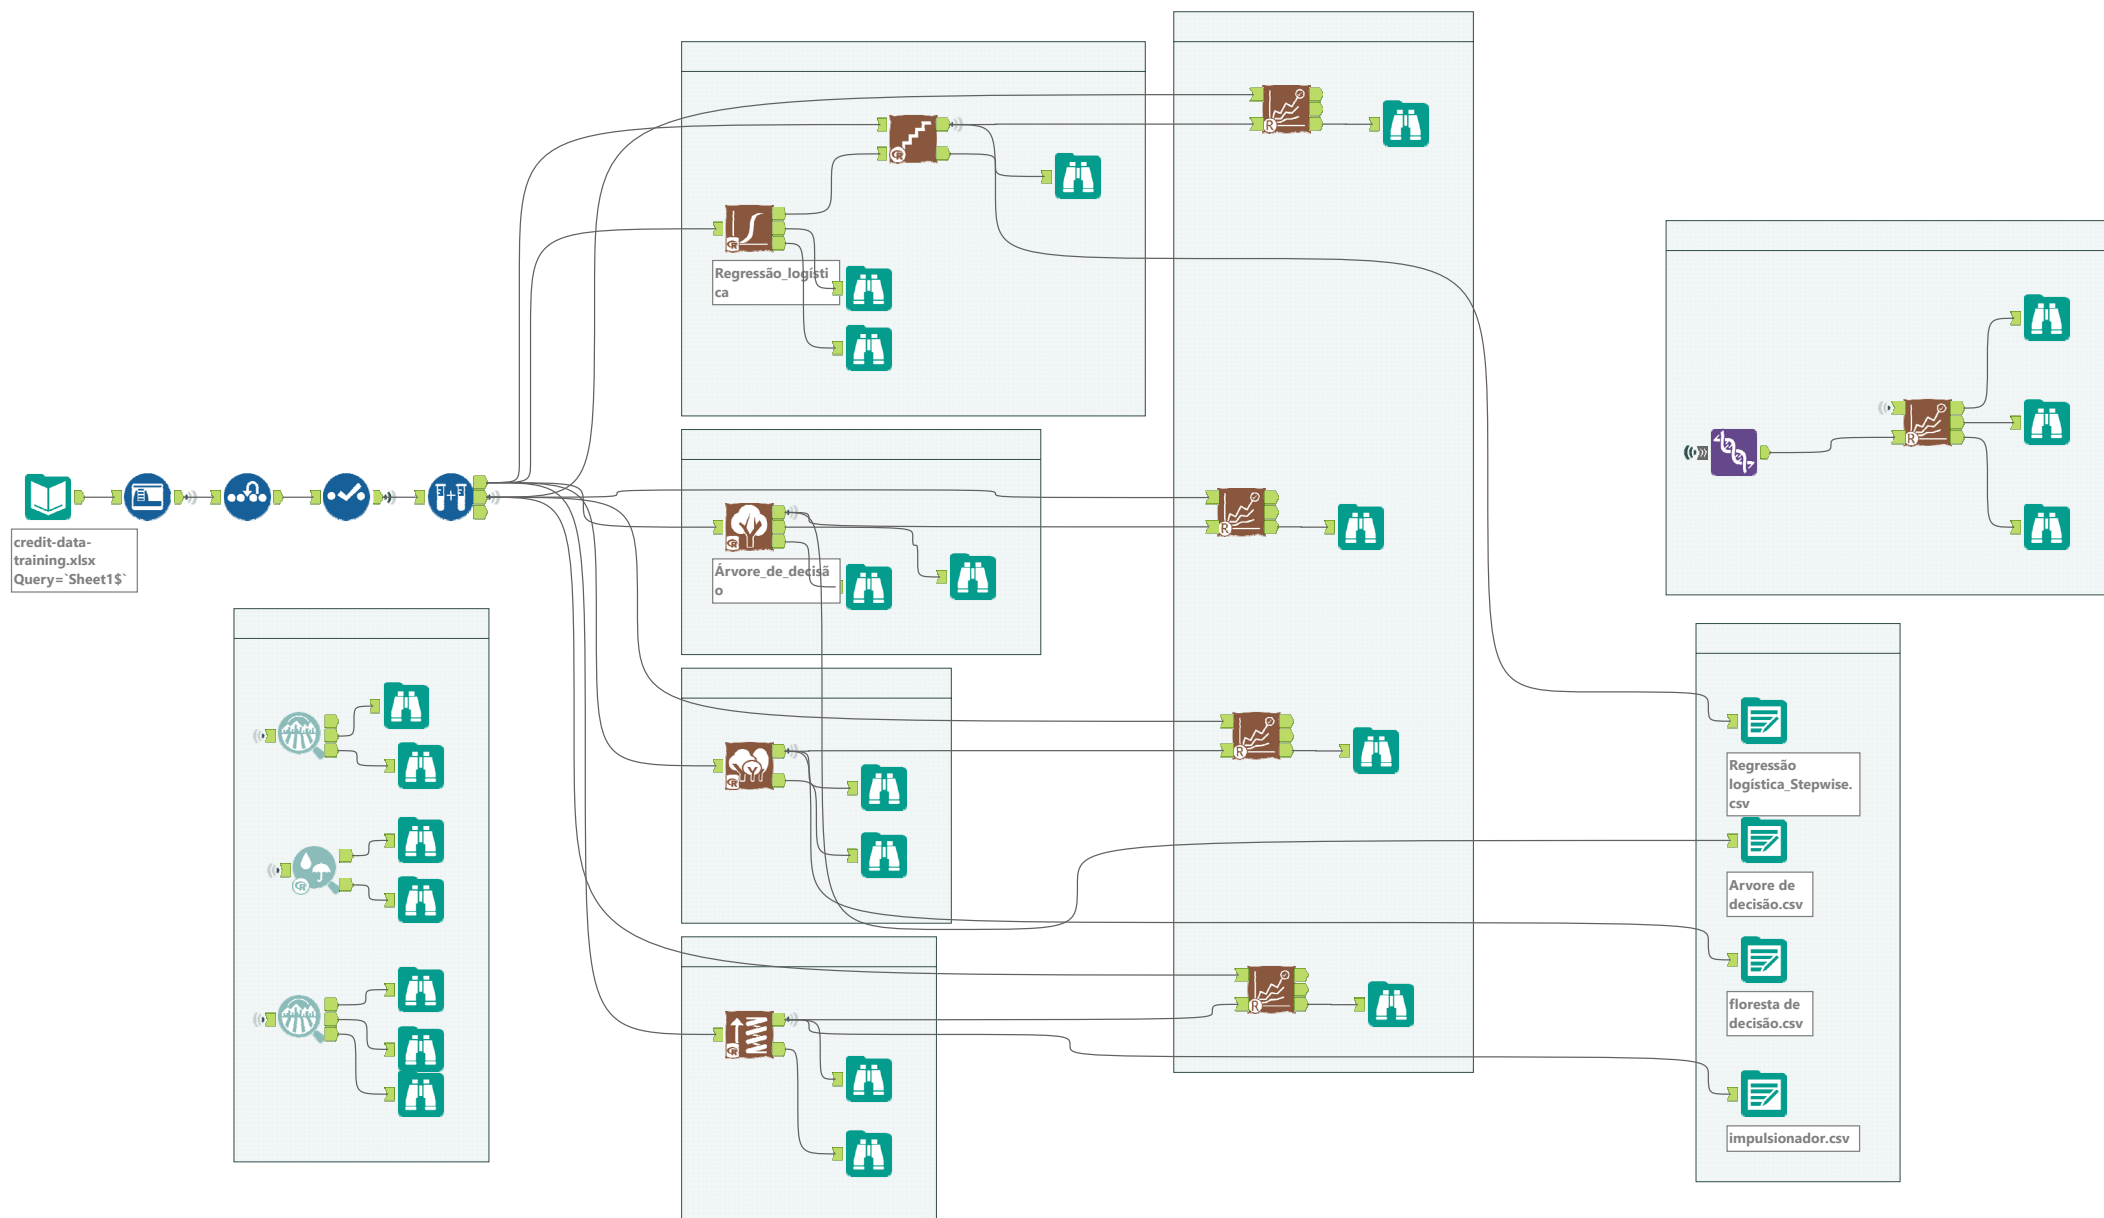 credit-data-
training.xlsx
Query=`Sheet1$`
Regressão_logísti
ca
Árvore_de_decisã
o
Regressão
logística_Stepwise.
csv
Arvore de
decisão.csv
floresta de
decisão.csv
impulsionador.csv